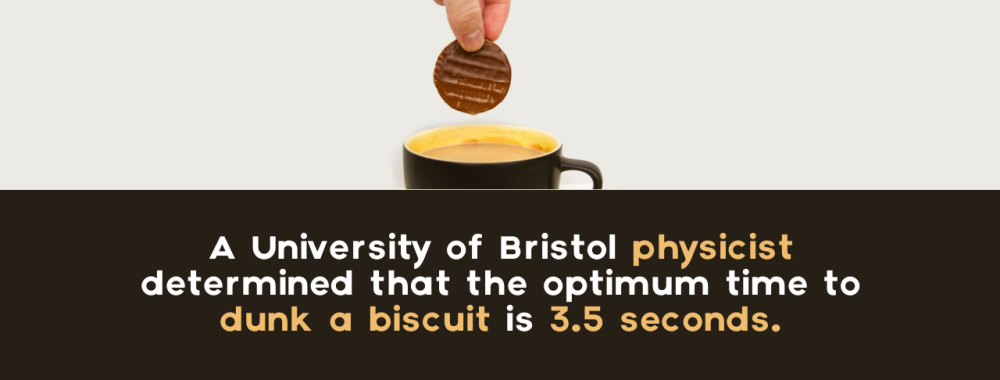 A University of Bristol physicist
determined that the optimum time to
dunk a biscuit is 3.5 seconds.